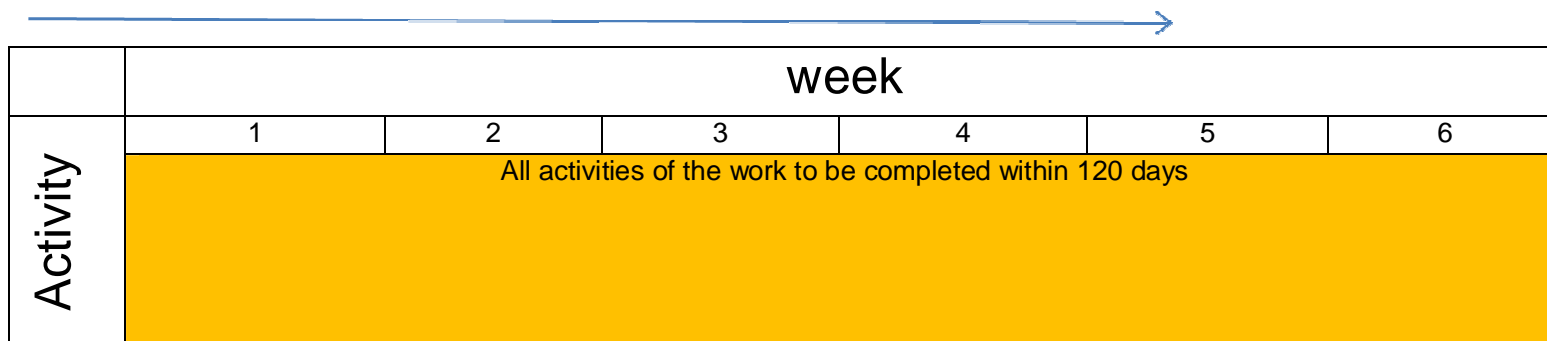 week
1 2 3 4 5 6
Activity
All activities of the work to be completed within 120 days